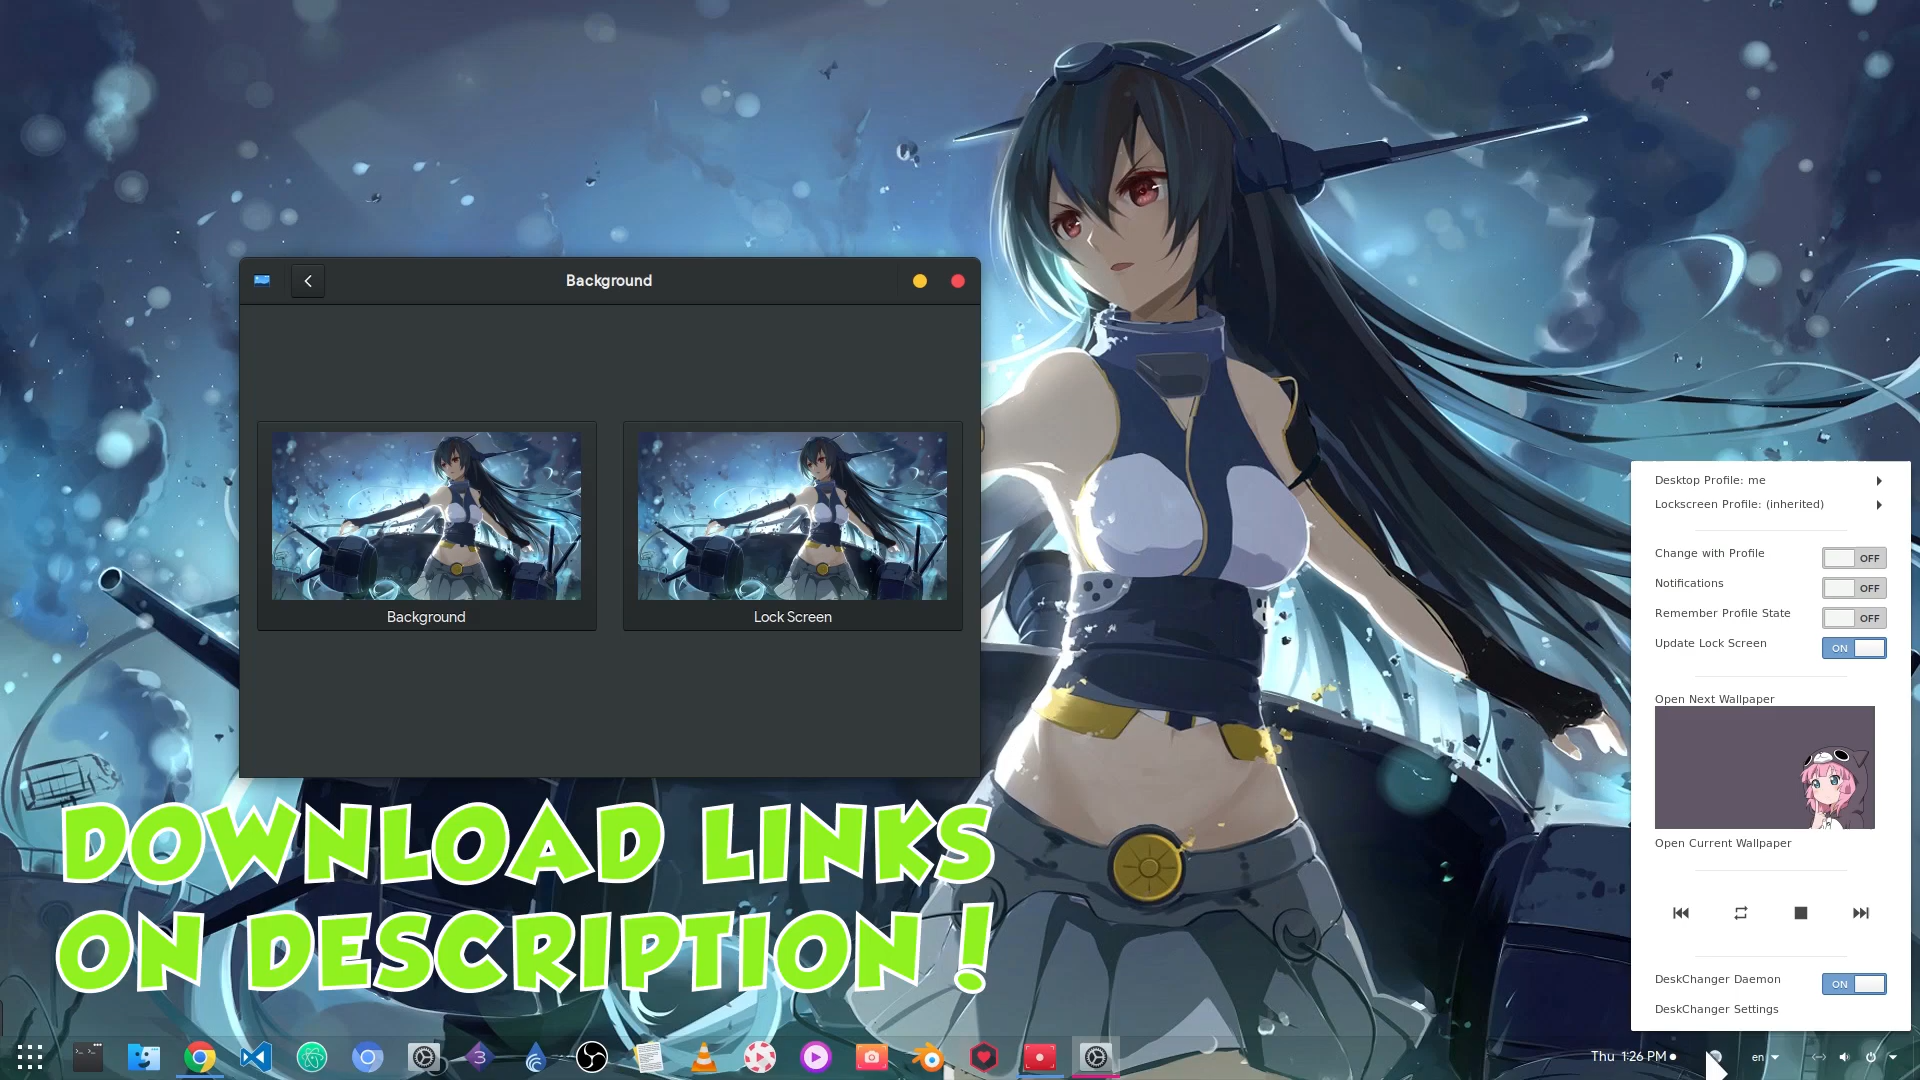 Background
Background
Lock Screen
DOWNLOAD LINKS
ON DESCRIPTION!
Desktop Profile: me
Lockscreen Profile: (inherited)
Change with Profile
OFF
Notifications
OFF
Remember Profile State
OFF
Update Lock Screen
ON
Open Next Wallpaper
Open Current Wallpaper
DeskChanger Daemon
ON
DeskChanger Settings
Thu 1:26 PM
en